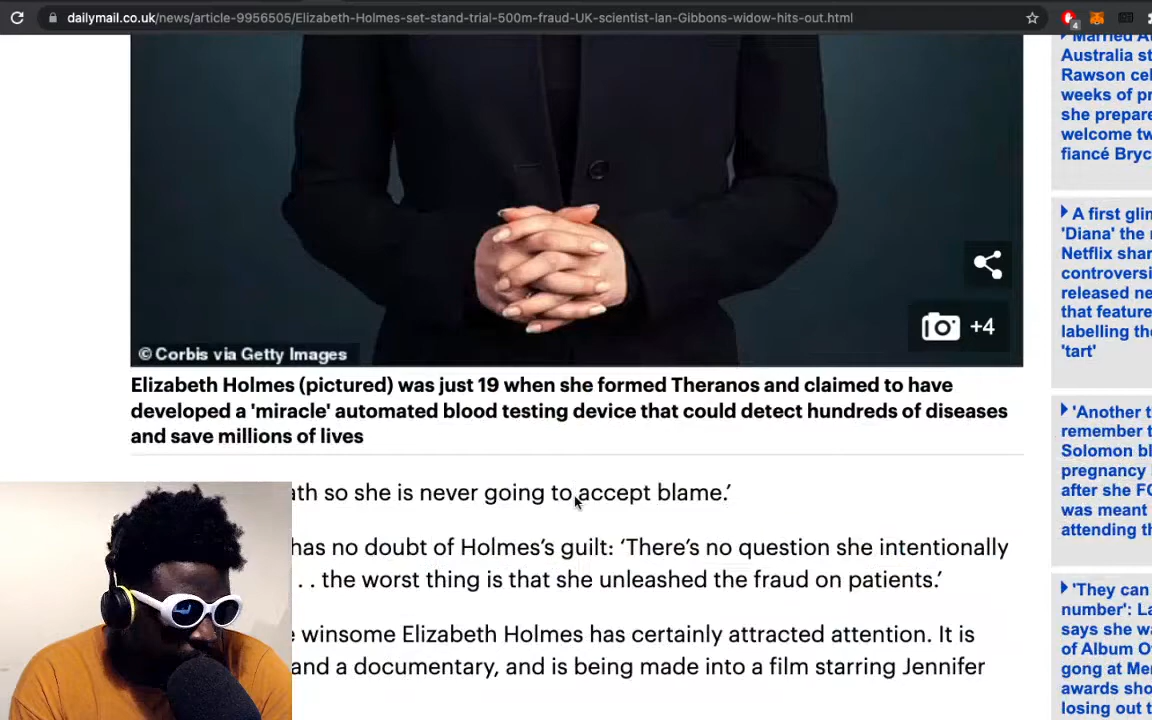 dailymail.co.uk/news/article-9956505/Elizabeth-Holmes-set-stand-trial-500m-fraud-UK-scientist-Ian-Gibbons-widow-hits-out.html
4
Married
Australia
Rawson
weeks of
she
welcome
fiancé
A first
'Diana' the
Netflix
controversi
released
that
labelling the
'tart'
+4
© Corbis via Getty Images
Elizabeth Holmes (pictured) was just 19 when she formed Theranos and claimed to have
developed a 'miracle' automated blood testing device that could detect hundreds of diseases
and save millions of lives
'Another
remember
Solomon
pregnancy
after she
was meant
attending
so she is never going to accept blame.’
has no doubt of Holmes’s guilt: ‘There’s no question she intentionally
. . the worst thing is that she unleashed the fraud on patients.’
winsome Elizabeth Holmes has certainly attracted attention. It is
and a documentary, and is being made into a film starring Jennifer
'They can
number':
says she
of Album
gong at
awards
losing out